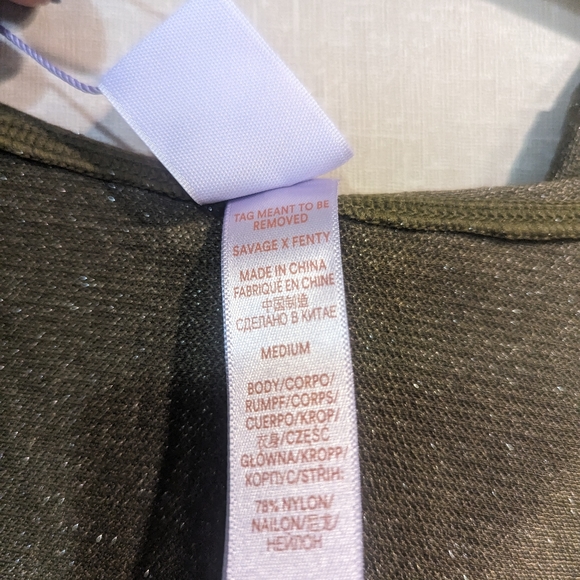 TAG MEANT TO BE
REMOVED
SAVAGE X FENTY
MADE IN CHINA
FABRIQUÉ EN CHINE
中国制造
СДЕЛАНО В КИТАЕ
MEDIUM
BODY/CORPO/
RUMPF/CORPS/
CUERPO/KROP/
衣身/CZĘŚĆ
GŁÓWNA/KROPP/
КОРПУС/STŘIH:
78% NYLON/
NAILON/尼龙/
НЕЙЛОН